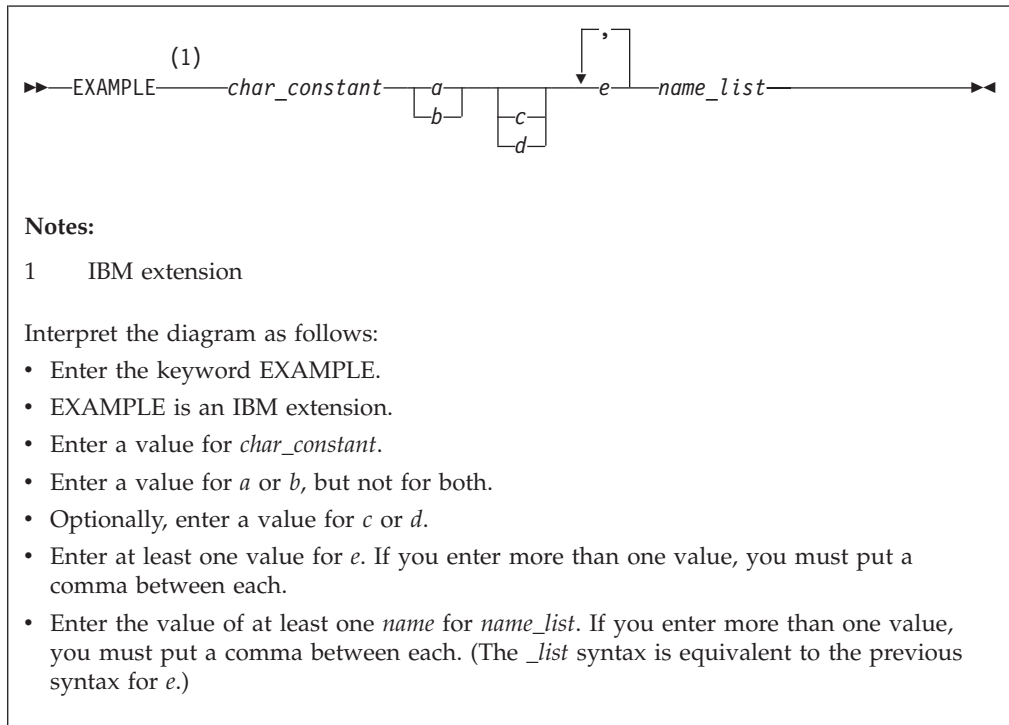 ,
(1)
EXAMPLE char_constant a e name_list
b c
d
Notes:
1 IBM extension
Interpret the diagram as follows:
• Enter the keyword EXAMPLE.
• EXAMPLE is an IBM extension.
• Enter a value for char_constant.
• Enter a value for a or b, but not for both.
• Optionally, enter a value for c or d.
• Enter at least one value for e. If you enter more than one value, you must put a
comma between each.
• Enter the value of at least one name for name_list. If you enter more than one value,
you must put a comma between each. (The _list syntax is equivalent to the previous
syntax for e.)